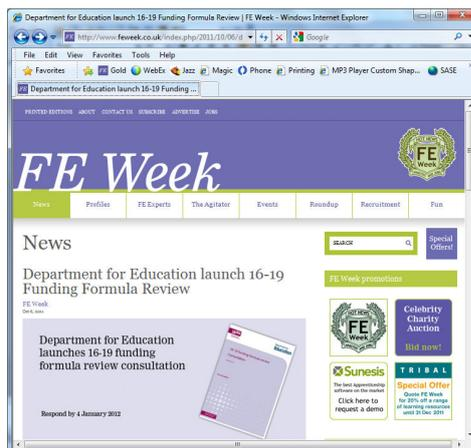 Department for Education launch 16-19 Funding Formula Review | FE Week - Windows Internet Explorer
http://www.feweek.co.uk/index.php/2011/10/06/d
Google
File Edit View Favorites Tools Help
Favorites Gold WebEx Jazz Magic Phone Printing MP3 Player Custom Shap... SASE
Department for Education launch 16-19 Funding ...
PRINTED EDITIONS ABOUT CONTACT US SUBSCRIBE ADVERTISE JOBS
FE Week
FE
Week
News Profiles FE Experts The Agitator Events Roundup Recruitment Fun
News
SEARCH
Special
Offers!
Department for Education launch 16-19
Funding Formula Review
FE Week
Oct 6, 2011
Department for Education
launches 16-19 funding
formula review consultation
Respond by 4 January 2012
FE Week promotions
HOT NEWS
FE
Week
Celebrity
Charity
Auction
Bid now!
Sunesis
The best apprenticeship
software on the market
Click here to
request a demo
TRIBAL
Special Offer
Quote FE Week
for 20% off a range
of learning resources
until 31 Dec 2011